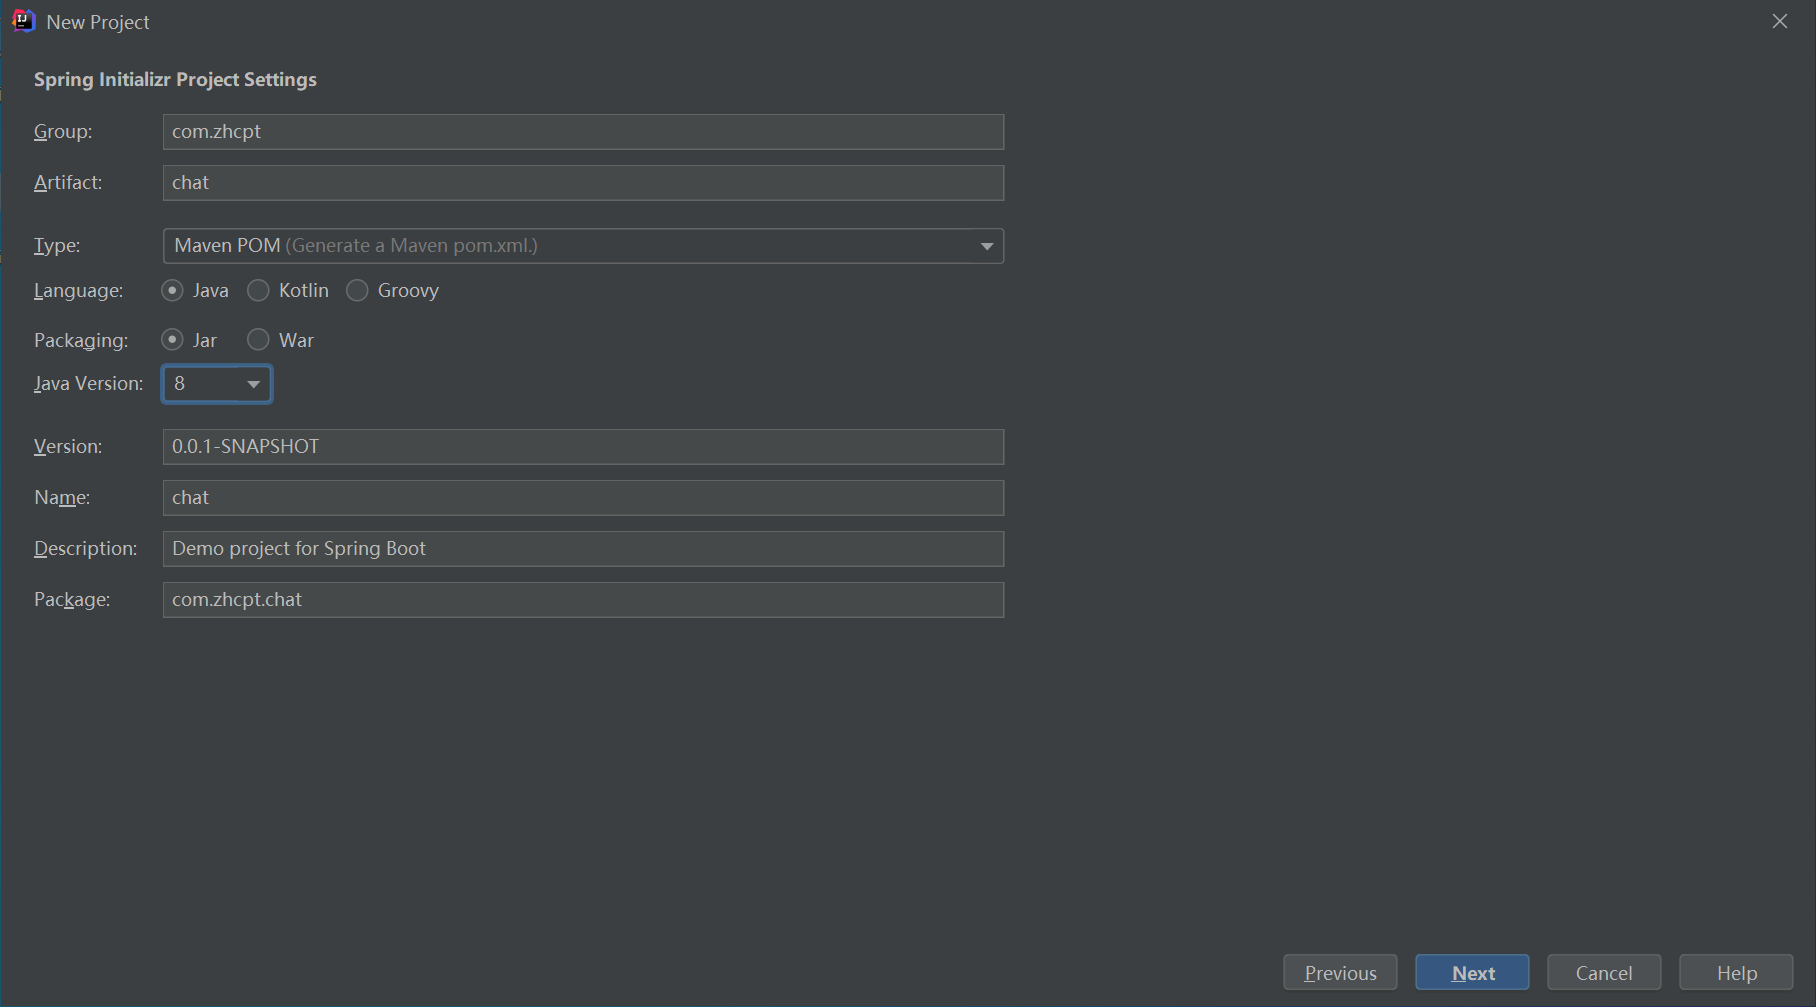 New Project
Spring Initializr Project Settings
Group: com.zhcpt
Artifact: chat
Type: Maven POM (Generate a Maven pom.xml.)
Language: Java Kotlin Groovy
Packaging: Jar War
Java Version: 8
Version: 0.0.1-SNAPSHOT
Name: chat
Description: Demo project for Spring Boot
Package: com.zhcpt.chat
Previous Next Cancel Help